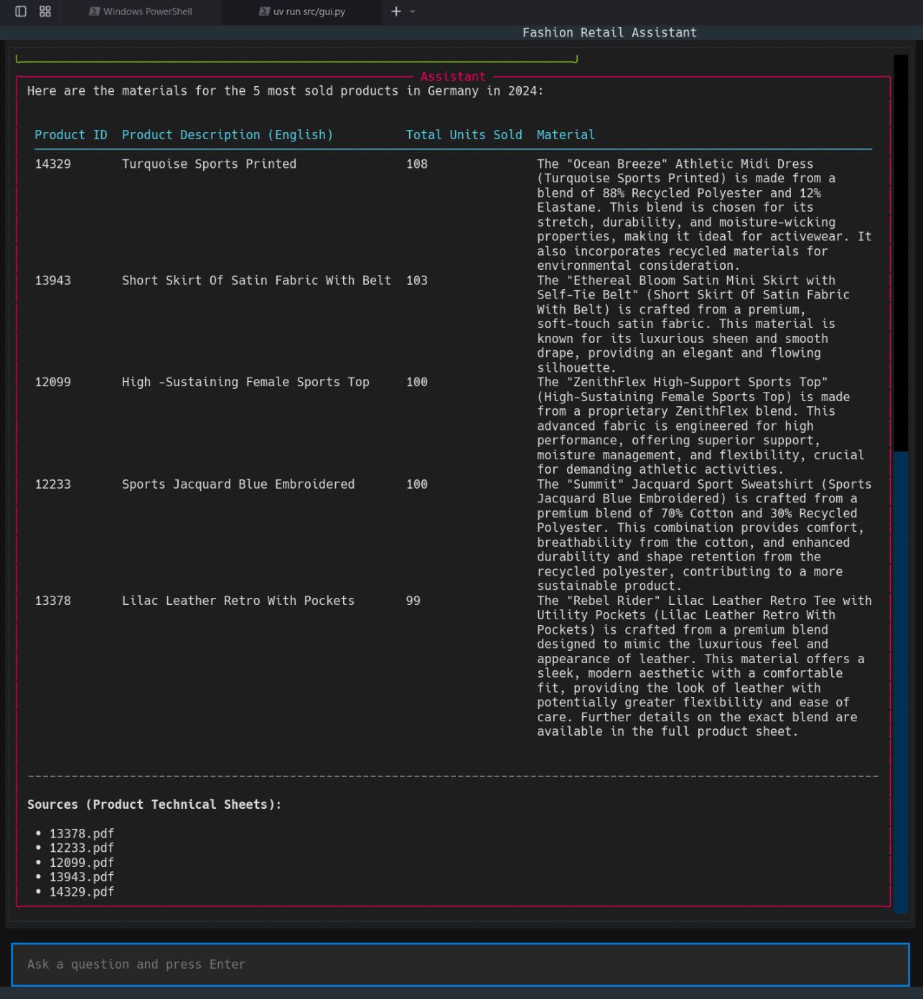 Windows PowerShell
uv run src/gui.py
Fashion Retail Assistant
Assistant
Here are the materials for the 5 most sold products in Germany in 2024:
Product ID Product Description (English) Total Units Sold Material
14329 Turquoise Sports Printed 108 The "Ocean Breeze" Athletic Midi Dress
(Turquoise Sports Printed) is made from a
blend of 88% Recycled Polyester and 12%
Elastane. This blend is chosen for its
stretch, durability, and moisture-wicking
properties, making it ideal for activewear. It
also incorporates recycled materials for
environmental consideration.
13943 Short Skirt Of Satin Fabric With Belt 103 The "Ethereal Bloom Satin Mini Skirt with
Self-Tie Belt" (Short Skirt Of Satin Fabric
With Belt) is crafted from a premium,
soft-touch satin fabric. This material is
known for its luxurious sheen and smooth
drape, providing an elegant and flowing
silhouette.
12099 High -Sustaining Female Sports Top 100 The "ZenithFlex High-Support Sports Top"
(High-Sustaining Female Sports Top) is made
from a proprietary ZenithFlex blend. This
advanced fabric is engineered for high
performance, offering superior support,
moisture management, and flexibility, crucial
for demanding athletic activities.
12233 Sports Jacquard Blue Embroidered 100 The "Summit" Jacquard Sport Sweatshirt (Sports
Jacquard Blue Embroidered) is crafted from a
premium blend of 70% Cotton and 30% Recycled
Polyester. This combination provides comfort,
breathability from the cotton, and enhanced
durability and shape retention from the
recycled polyester, contributing to a more
sustainable product.
13378 Lilac Leather Retro With Pockets 99 The "Rebel Rider" Lilac Leather Retro Tee with
Utility Pockets (Lilac Leather Retro With
Pockets) is crafted from a premium blend
designed to mimic the luxurious feel and
appearance of leather. This material offers a
sleek, modern aesthetic with a comfortable
fit, providing the look of leather with
potentially greater flexibility and ease of
care. Further details on the exact blend are
available in the full product sheet.
Sources (Product Technical Sheets):
• 13378.pdf
• 12233.pdf
• 12099.pdf
• 13943.pdf
• 14329.pdf
Ask a question and press Enter